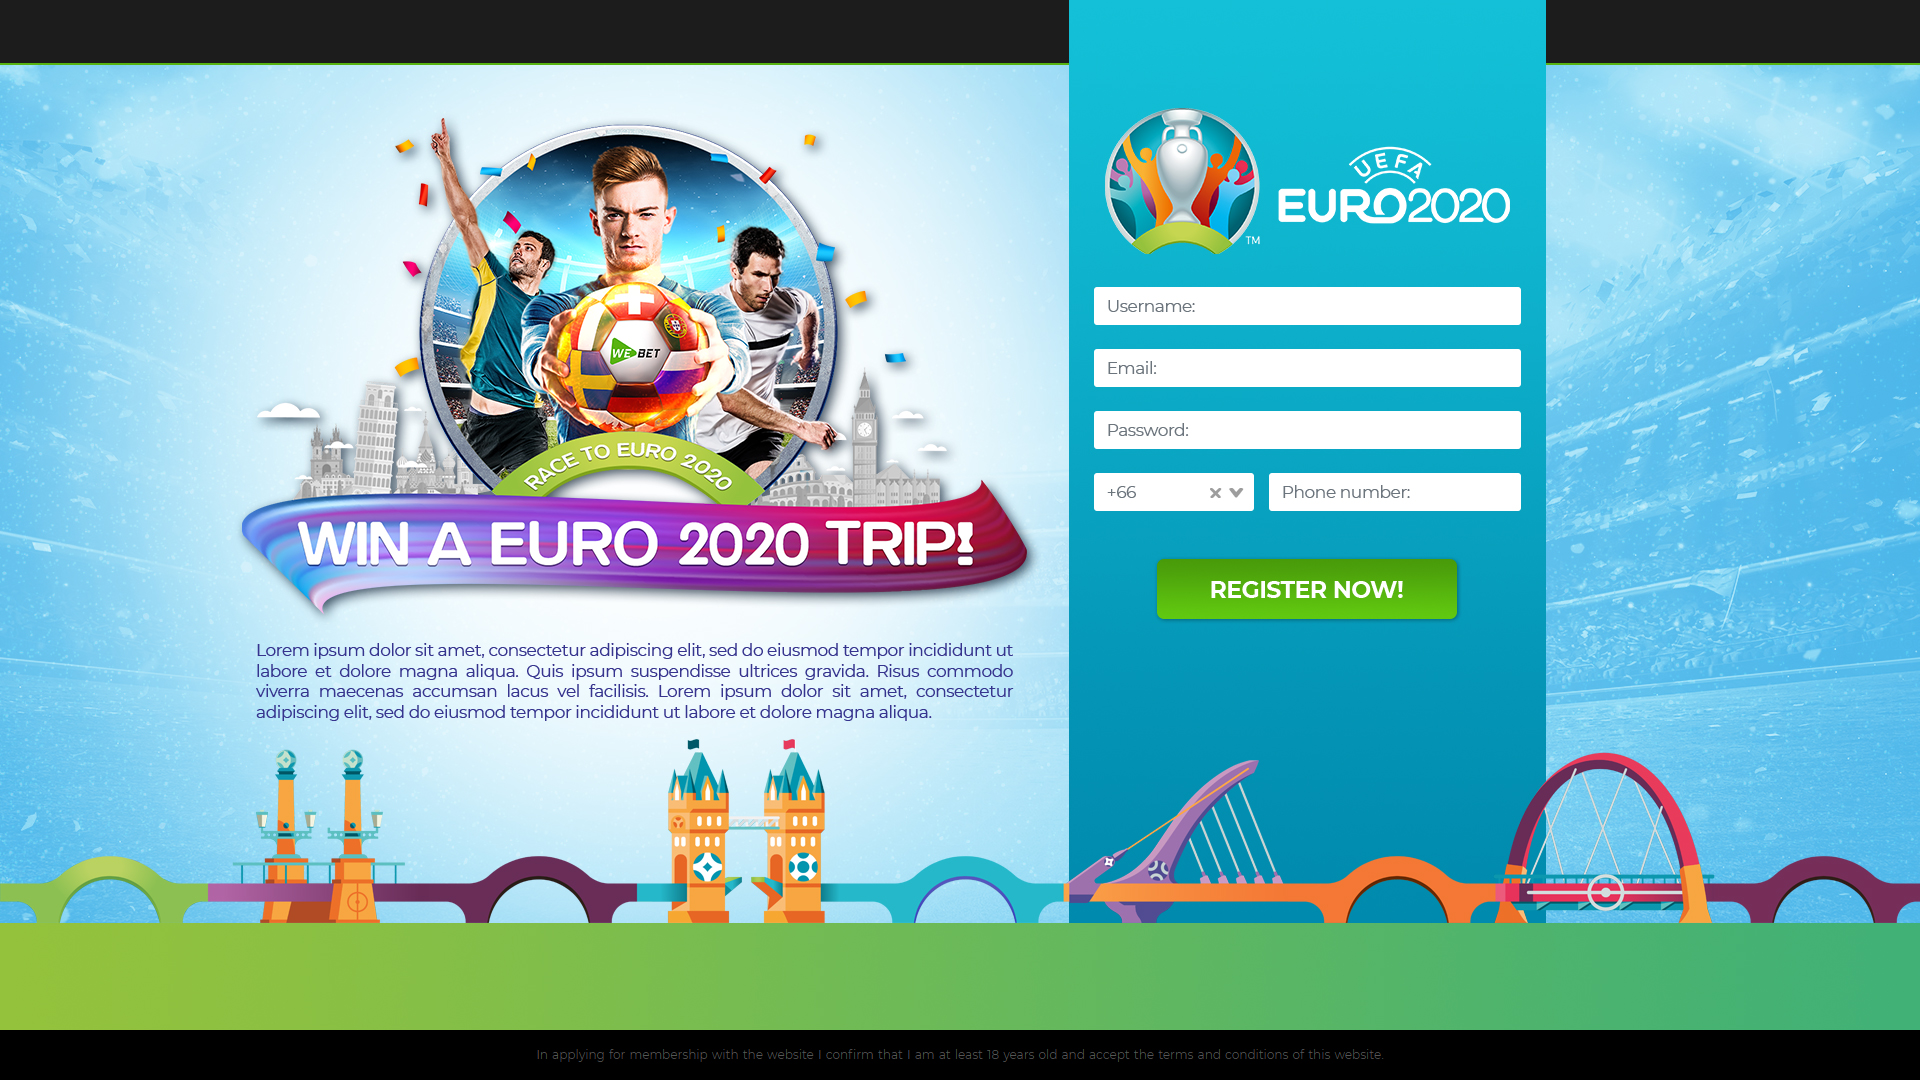 WE BET
RACE TO EURO 2020
WIN A EURO 2020 TRIP!
Lorem ipsum dolor sit amet, consectetur adipiscing elit, sed do eiusmod tempor incididunt ut
labore et dolore magna aliqua. Quis ipsum suspendisse ultrices gravida. Risus commodo
viverra maecenas accumsan lacus vel facilisis. Lorem ipsum dolor sit amet, consectetur
adipiscing elit, sed do eiusmod tempor incididunt ut labore et dolore magna aliqua.
UEFA
EURO2020
TM
Username:
Email:
Password:
+66
Phone number:
REGISTER NOW!
In applying for membership with the website I confirm that I am at least 18 years old and accept the terms and conditions of this website.